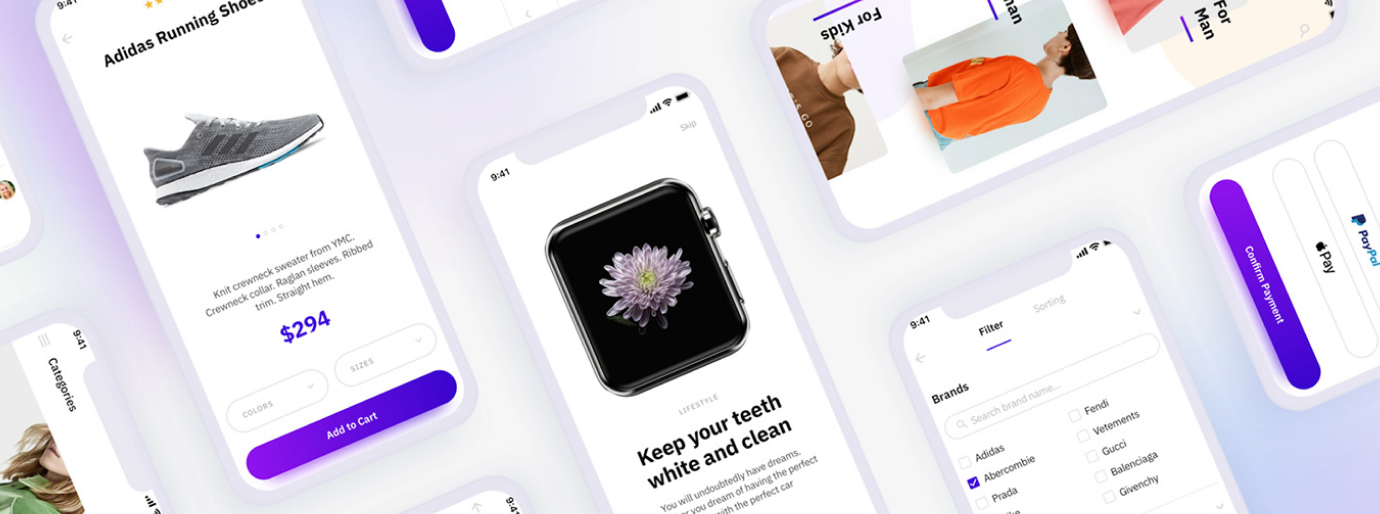 9:41
Adidas Running Shoes
Knit crewneck sweater from YMC.
Crewneck collar. Raglan sleeves. Ribbed
trim. Straight hem.
$294
COLORS
SIZES
Add to Cart
9:41
Categories
9:41
Skip
LIFESTYLE
Keep your teeth
white and clean
You will undoubtedly have dreams.
you dream of having the perfect
with the perfect car
9:41
For Kids
For
Man
GO
9:41
Filter
Sorting
Brands
Search brand name...
Adidas
Abercombie
Prada
Fendi
Vetements
Gucci
Balenciaga
Givenchy
Confirm Payment
Pay
PayPal